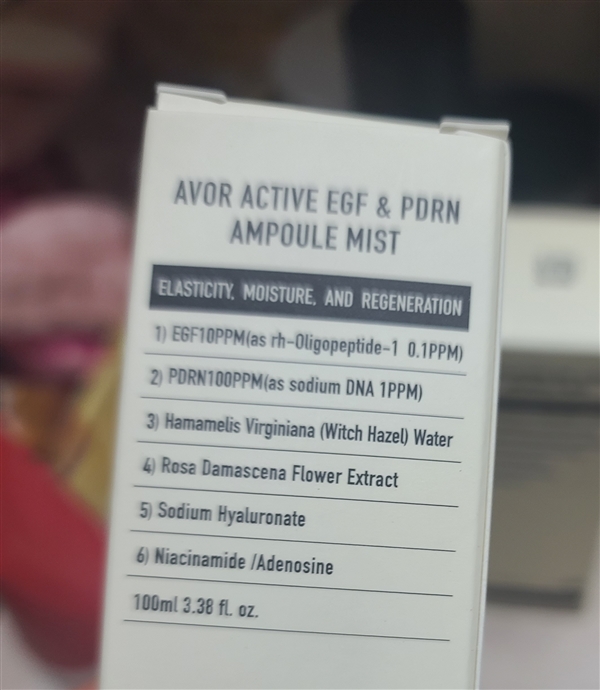 AVOR ACTIVE EGF & PDRN
AMPOULE MIST
ELASTICITY, MOISTURE, AND REGENERATION
1) EGF10PPM(as rh-Oligopeptide-1 0.1PPM)
2) PDRN100PPM(as sodium DNA 1PPM)
3) Hamamelis Virginiana (Witch Hazel) Water
4) Rosa Damascena Flower Extract
5) Sodium Hyaluronate
6) Niacinamide /Adenosine
100ml 3.38 fl. oz.